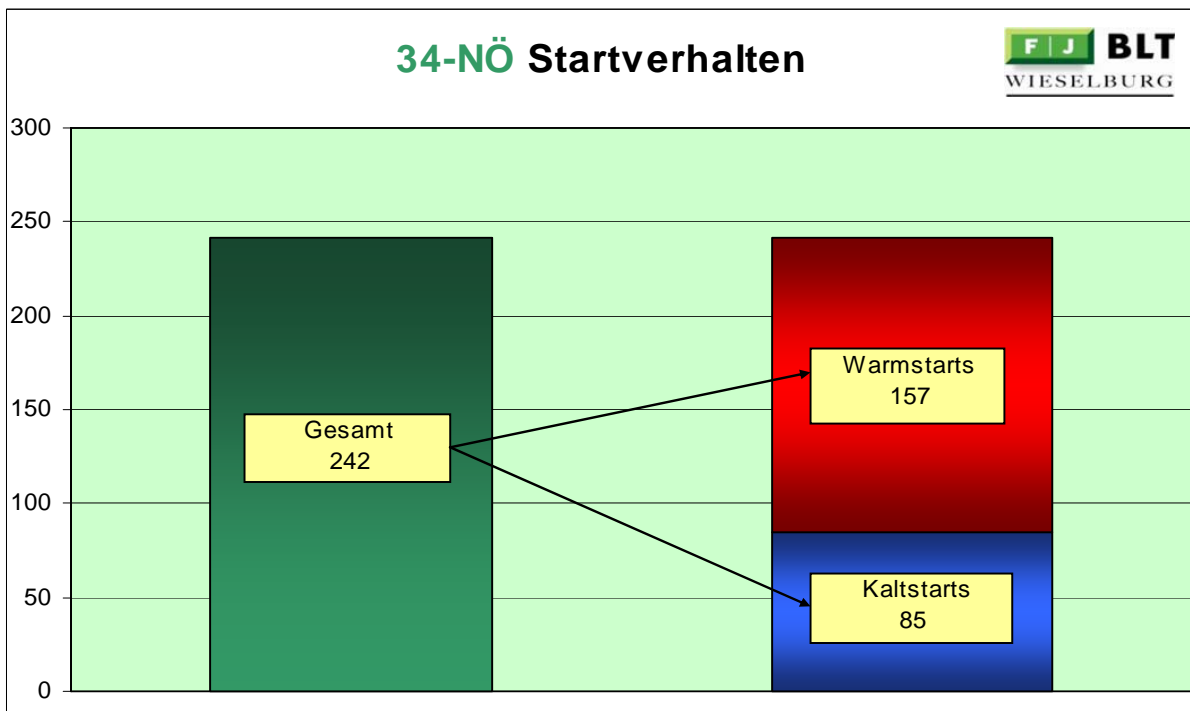 34-NÖ Startverhalten
F J BLT
WIESELBURG
300
250
200
150
100
50
0
Gesamt
242
Warmstarts
157
Kaltstarts
85